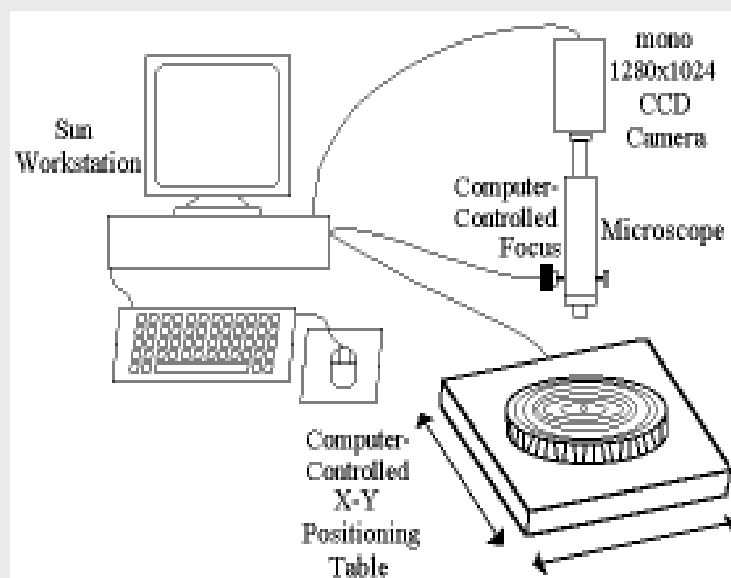 Sun
Workstation
mono
1280x1024
CCD
Camera
Computer-
Controlled
Focus
Microscope
Computer-
Controlled
X-Y
Positioning
Table